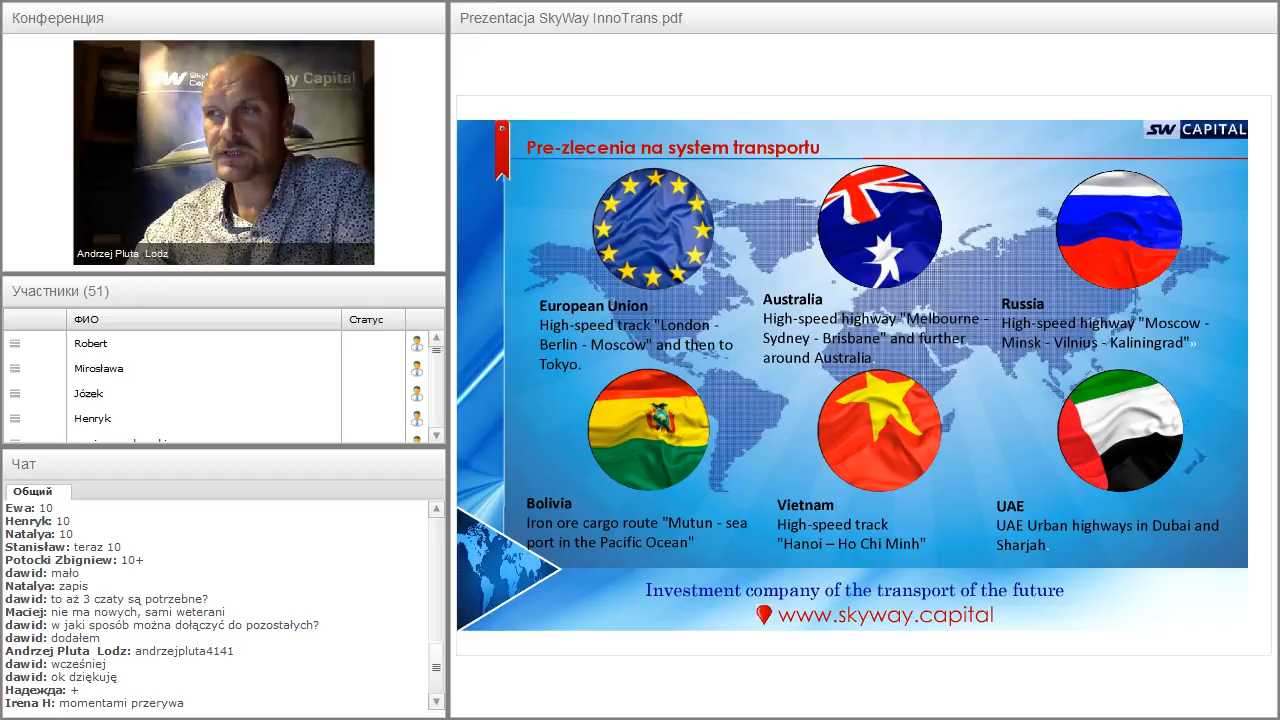 Конференция
SW Sky
Capital
Andrzej Pluta Lodz
Участники (51)
ФИО
Статус
Robert
Mirosława
Józek
Henryk
Чат
Общий
Ewa: 10
Henryk: 10
Natalya: 10
Stanisław: teraz 10
Potocki Zbigniew: 10+
dawid: mało
Natalya: zapis
dawid: to aż 3 czaty są potrzebne?
Maciej: nie ma nowych, sami weterani
dawid: w jaki sposób można dołączyć do pozostałych?
dawid: dodałem
Andrzej Pluta Lodz: andrzejpluta4141
dawid: wcześniej
dawid: ok dziękuję
Надежда: +
Irena H: momentami przerywa
Prezentacja SkyWay InnoTrans.pdf
SW CAPITAL
Pre-zlecenia na system transportu
European Union
High-speed track "London -
Berlin - Moscow" and then to
Tokyo.
Australia
High-speed highway "Melbourne -
Sydney - Brisbane" and further
around Australia
Russia
High-speed highway "Moscow -
Minsk - Vilnius - Kaliningrad"»
Bolivia
Iron ore cargo route "Mutun - sea
port in the Pacific Ocean"
Vietnam
High-speed track
"Hanoi – Ho Chi Minh"
UAE
UAE Urban highways in Dubai and
Sharjah.
Investment company of the transport of the future
www.skyway.capital